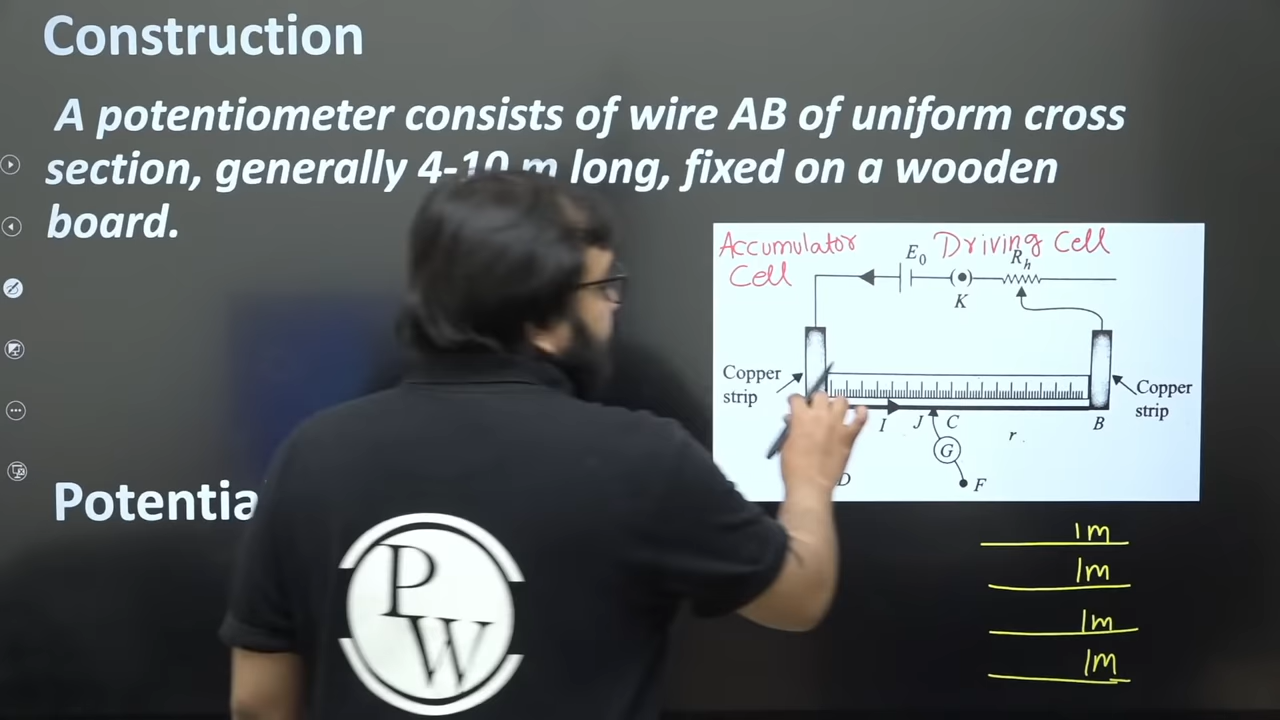 Construction
A potentiometer consists of wire AB of uniform cross
section, generally 4-10 m long, fixed on a wooden
board.
Accumulator
Cell
E0
Driving Cell
Rh
K
Copper
strip
Copper
strip
I
J
C
r
B
G
D
F
Potentia
1m
1m
1m
1m
P
W